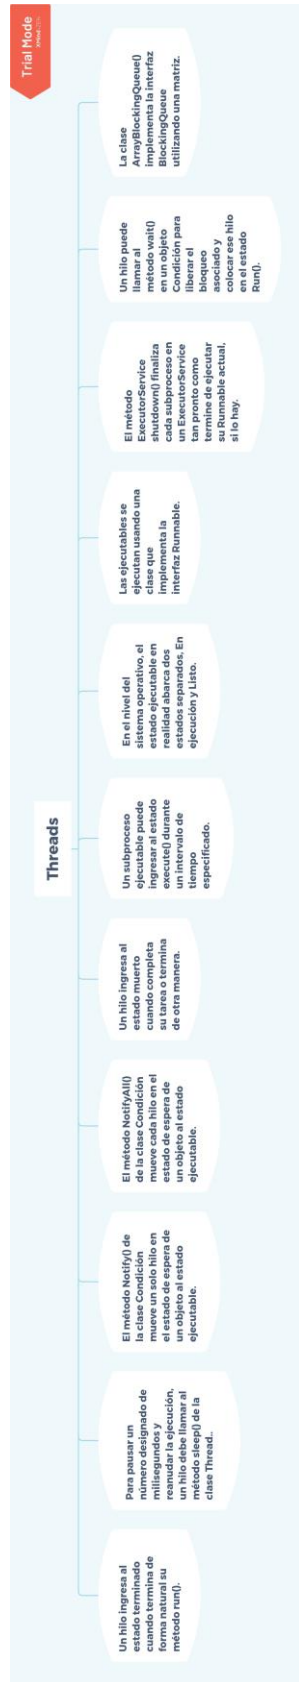 Threads
Un hilo ingresa al
estado terminado
cuando termina de
forma natural su
método run().
Para pausar un
número designado de
milisegundos y
reanudar la ejecución,
un hilo debe llamar al
método sleep() de la
clase Thread..
El método Notify() de
la clase Condición
mueve un solo hilo en
el estado de espera de
un objeto al estado
ejecutable.
El método NotifyAll()
de la clase Condición
mueve cada hilo en el
estado de espera de
un objeto al estado
ejecutable.
Un hilo ingresa al
estado muerto
cuando completa
su tarea o termina
de otra manera.
Un subproceso
ejecutable puede
ingresar al estado
execute() durante
un intervalo de
tiempo
especificado.
En el nivel del
sistema operativo, el
estado ejecutable en
realidad abarca dos
estados separados, En
ejecución y Listo.
Las ejecutables se
ejecutan usando una
clase que
implementa la
interfaz Runnable.
El método
ExecutorService
shutdown() finaliza
cada subproceso en
un ExecutorService
tan pronto como
termine de ejecutar
su Runnable actual,
si lo hay.
Un hilo puede
llamar al
método wait()
en un objeto
Condición para
liberar el
bloqueo
asociado y
colocar ese hilo
en el estado
Run().
La clase
ArrayBlockingQueue()
implementa la interfaz
BlockingQueue
utilizando una matriz.
Trial Mode